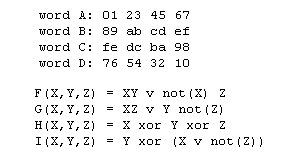 word A: 01 23 45 67
word B: 89 ab cd ef
word C: fe dc ba 98
word D: 76 54 32 10
F(X,Y,Z) = XY v not(X) Z
G(X,Y,Z) = XZ v Y not(Z)
H(X,Y,Z) = X xor Y xor Z
I(X,Y,Z) = Y xor (X v not(Z))